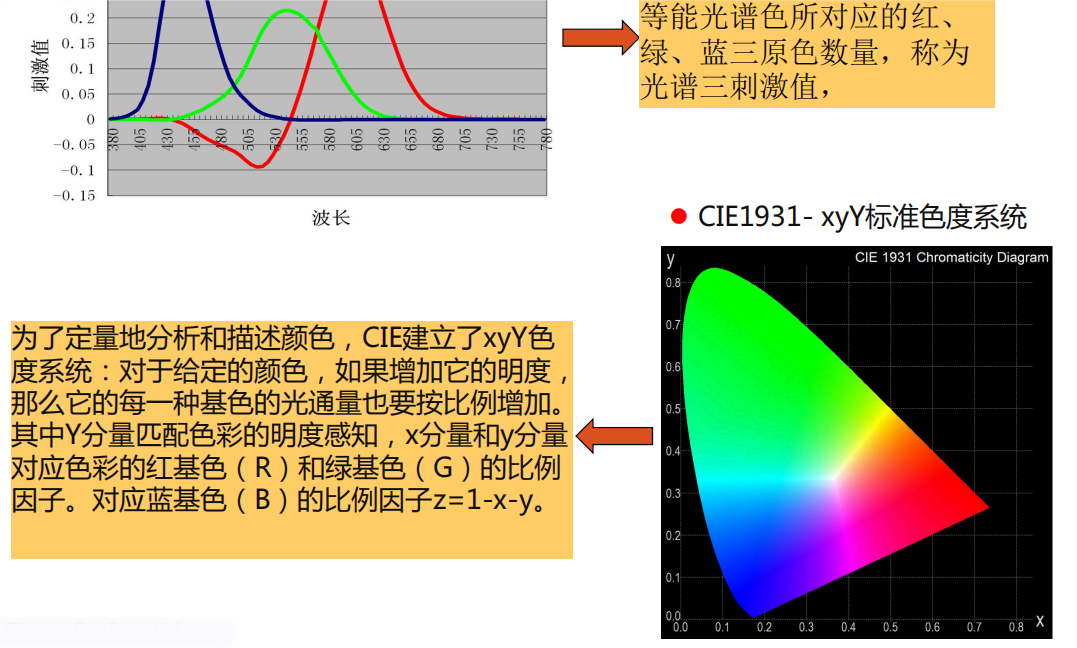 0.2
0.15
0.1
0.05
0
-0.05
-0.1
-0.15
刺激值
380 405 430 455 480 505 530 555 580 605 630 655 680 705 730 755 780
波长
等能光谱色所对应的红、
绿、蓝三原色数量，称为
光谱三刺激值，
● CIE1931- xyY标准色度系统
为了定量地分析和描述颜色，CIE建立了xyY色
度系统：对于给定的颜色，如果增加它的明度，
那么它的每一种基色的光通量也要按比例增加。
其中Y分量匹配色彩的明度感知，x分量和y分量
对应色彩的红基色（R）和绿基色（G）的比例
因子。对应蓝基色（B）的比例因子z=1-x-y。
y
CIE 1931 Chromaticity Diagram
0.8
0.7
0.6
0.5
0.4
0.3
0.2
0.1
0.0
0.0 0.1 0.2 0.3 0.4 0.5 0.6 0.7 0.8
x